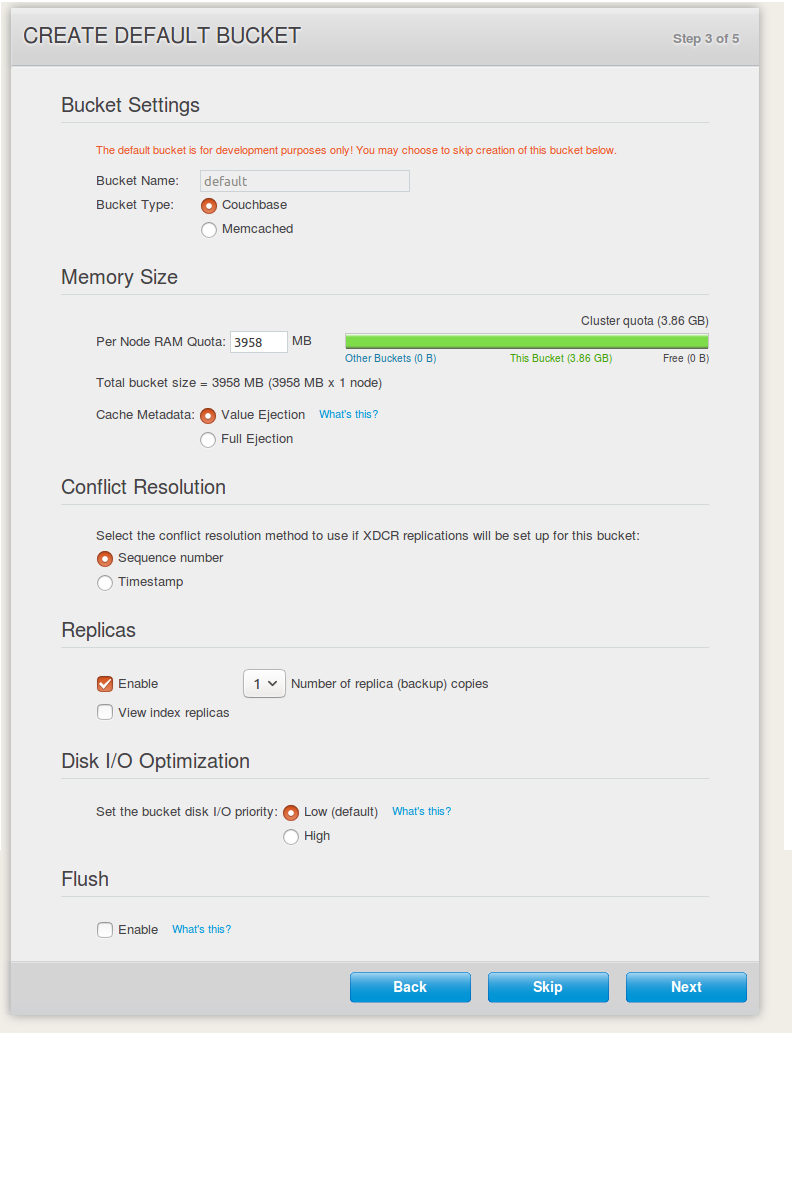 CREATE DEFAULT BUCKET
Step 3 of 5
Bucket Settings
The default bucket is for development purposes only! You may choose to skip creation of this bucket below.
Bucket Name: default
Bucket Type: Couchbase
Memcached
Memory Size
Cluster quota (3.86 GB)
Per Node RAM Quota: 3958 MB
Other Buckets (0 B) This Bucket (3.86 GB) Free (0 B)
Total bucket size = 3958 MB (3958 MB x 1 node)
Cache Metadata: Value Ejection What's this?
Full Ejection
Conflict Resolution
Select the conflict resolution method to use if XDCR replications will be set up for this bucket:
Sequence number
Timestamp
Replicas
Enable 1 Number of replica (backup) copies
View index replicas
Disk I/O Optimization
Set the bucket disk I/O priority: Low (default) What's this?
High
Flush
Enable What's this?
Back Skip Next